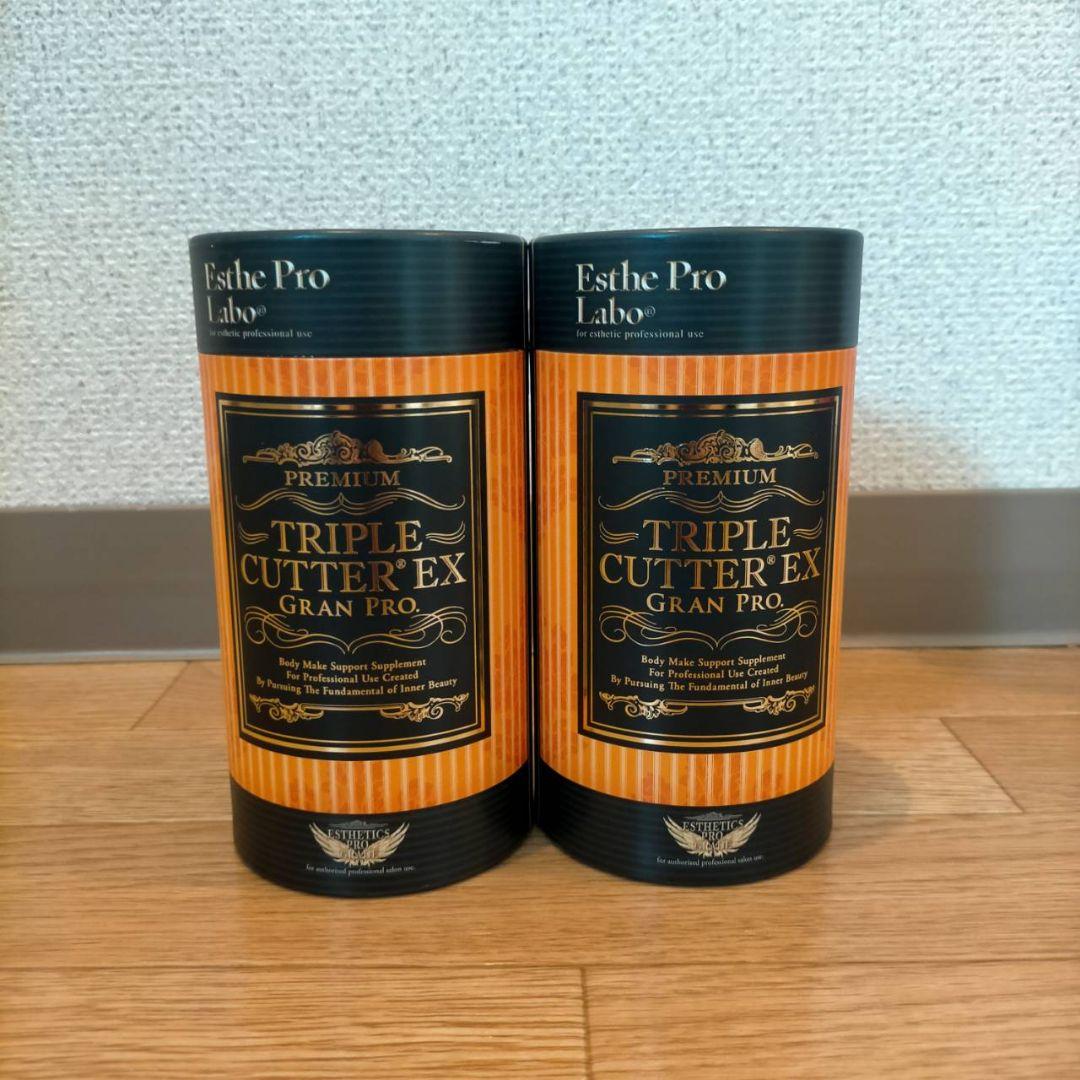 Esthe Pro
Labo®
for esthetic professional use
PREMIUM
TRIPLE
CUTTER® EX
GRAN PRO.
Body Make Support Supplement
For Professional Use Created
By Pursuing The Fundamental of Inner Beauty
ESTHETICS
PRO
for authorized professional salon use.
Esthe Pro
Labo®
for esthetic professional use
PREMIUM
TRIPLE
CUTTER® EX
GRAN PRO.
Body Make Support Supplement
For Professional Use Created
By Pursuing The Fundamental of Inner Beauty
ESTHETICS
PRO
for authorized professional salon use.